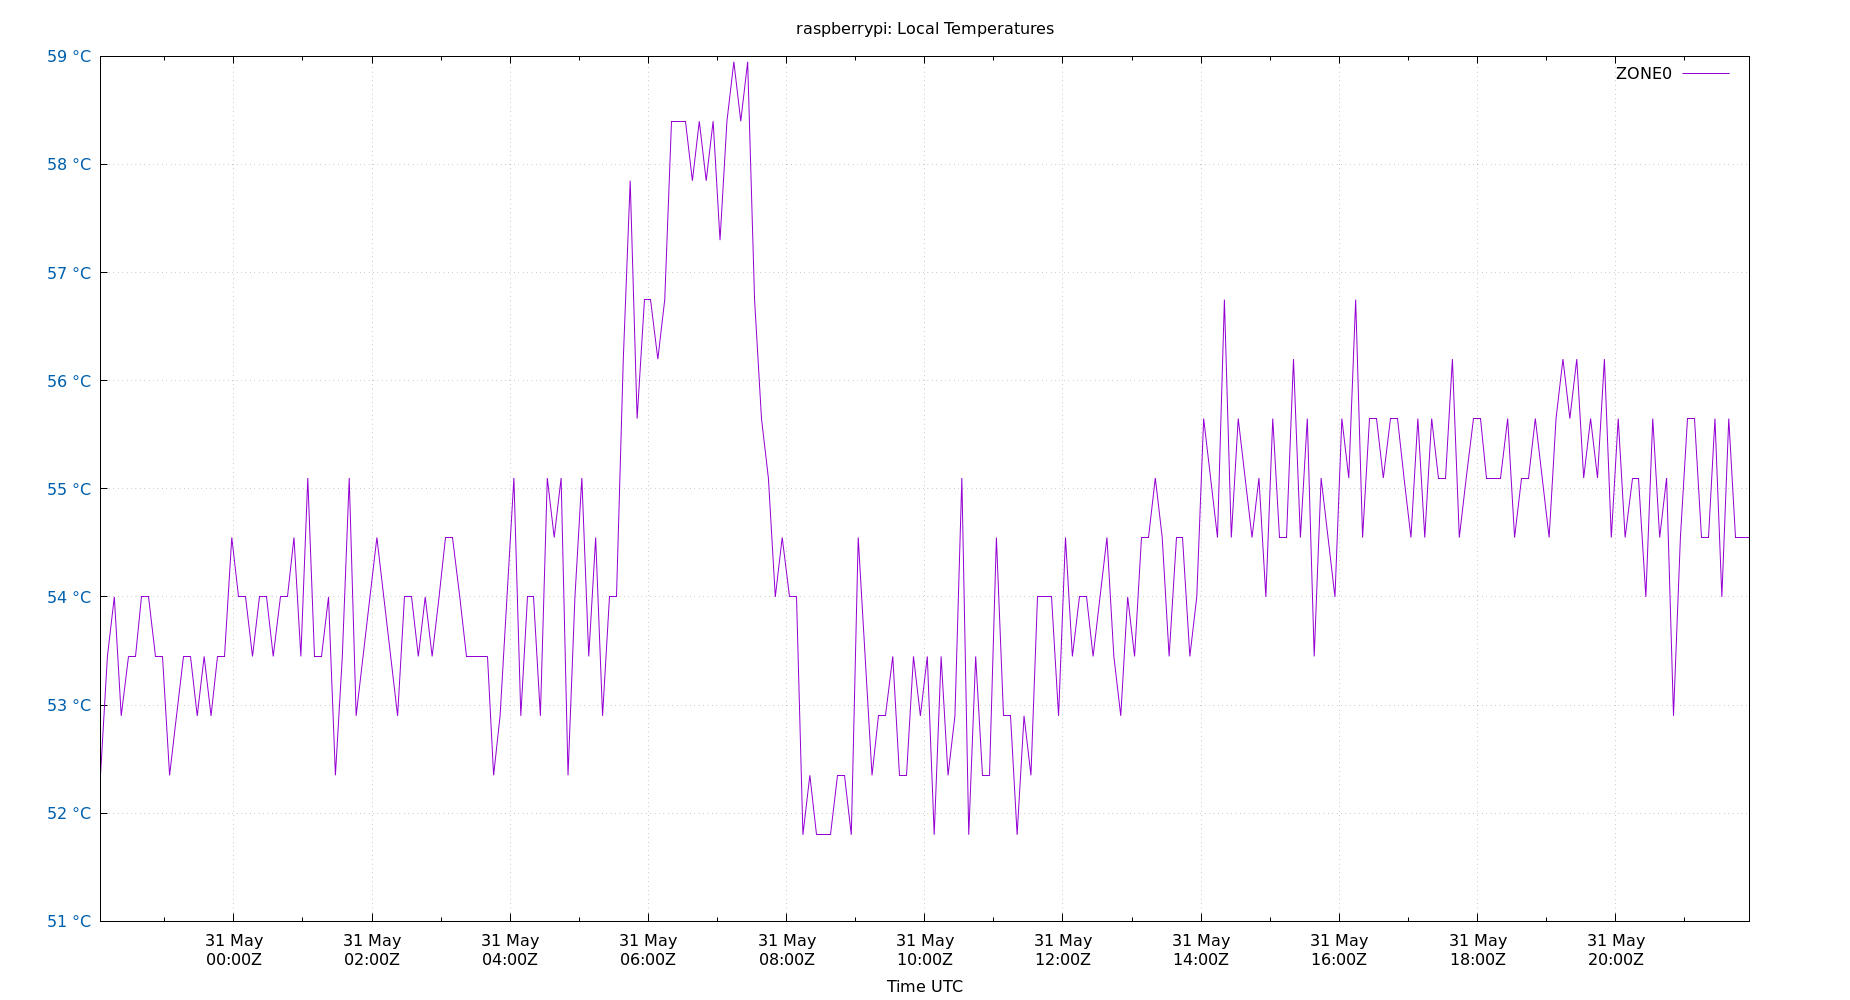 raspberrypi: Local Temperatures
59 °C
ZONE0
58 °C
57 °C
56 °C
55 °C
54 °C
53 °C
52 °C
51 °C
31 May 31 May 31 May 31 May 31 May 31 May 31 May 31 May 31 May 31 May 31 May
00:00Z 02:00Z 04:00Z 06:00Z 08:00Z 10:00Z 12:00Z 14:00Z 16:00Z 18:00Z 20:00Z
Time UTC